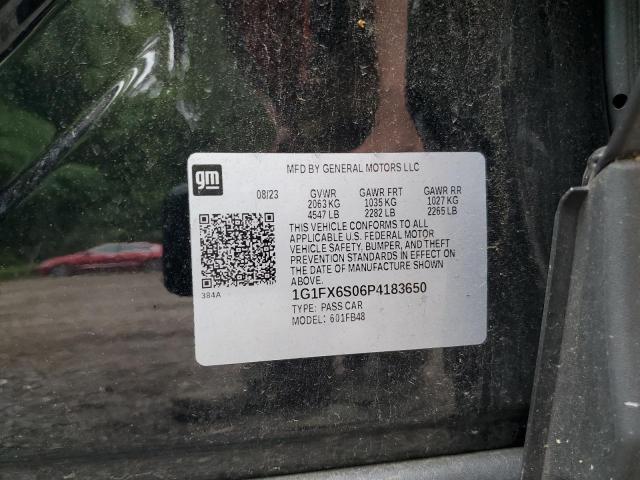 gm
MFD BY GENERAL MOTORS LLC
08/23 GVWR GAWR FRT GAWR RR
2063 KG 1035 KG 1027 KG
4547 LB 2282 LB 2265 LB
THIS VEHICLE CONFORMS TO ALL
APPLICABLE U.S. FEDERAL MOTOR
VEHICLE SAFETY, BUMPER, AND THEFT
PREVENTION STANDARDS IN EFFECT ON
THE DATE OF MANUFACTURE SHOWN
ABOVE.
384A
1G1FX6S06P4183650
TYPE: PASS CAR
MODEL: 601FB48